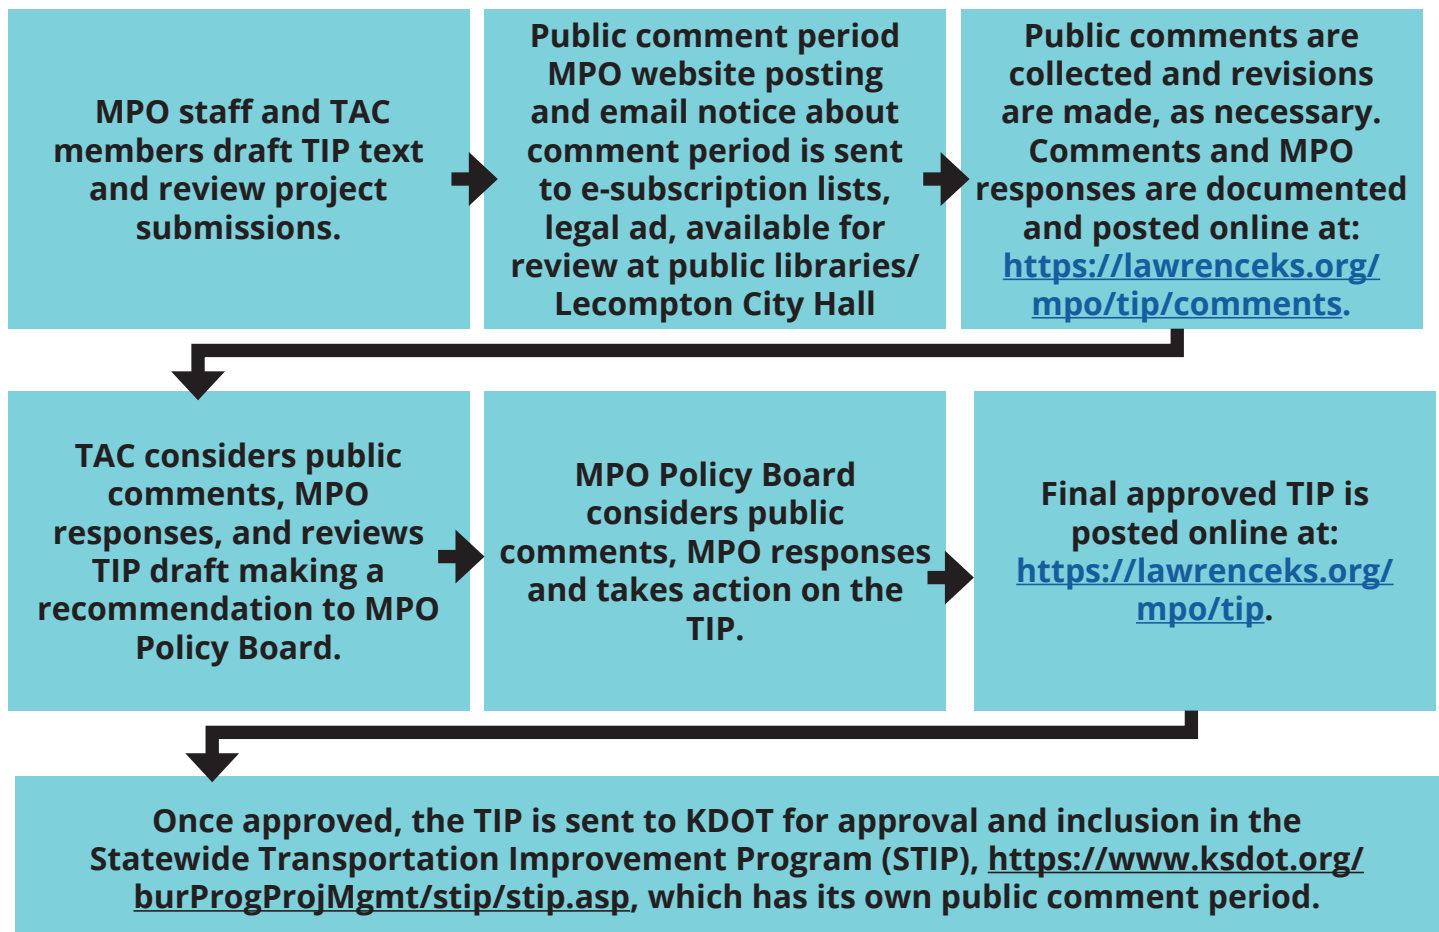 MPO staff and TAC
members draft TIP text
and review project
submissions.
Public comment period
MPO website posting
and email notice about
comment period is sent
to e-subscription lists,
legal ad, available for
review at public libraries/
Lecompton City Hall
Public comments are
collected and revisions
are made, as necessary.
Comments and MPO
responses are documented
and posted online at:
https://lawrenceks.org/
mpo/tip/comments.
TAC considers public
comments, MPO
responses, and reviews
TIP draft making a
recommendation to MPO
Policy Board.
MPO Policy Board
considers public
comments, MPO responses
and takes action on the
TIP.
Final approved TIP is
posted online at:
https://lawrenceks.org/
mpo/tip.
Once approved, the TIP is sent to KDOT for approval and inclusion in the
Statewide Transportation Improvement Program (STIP), https://www.ksdot.org/
burProgProjMgmt/stip/stip.asp, which has its own public comment period.